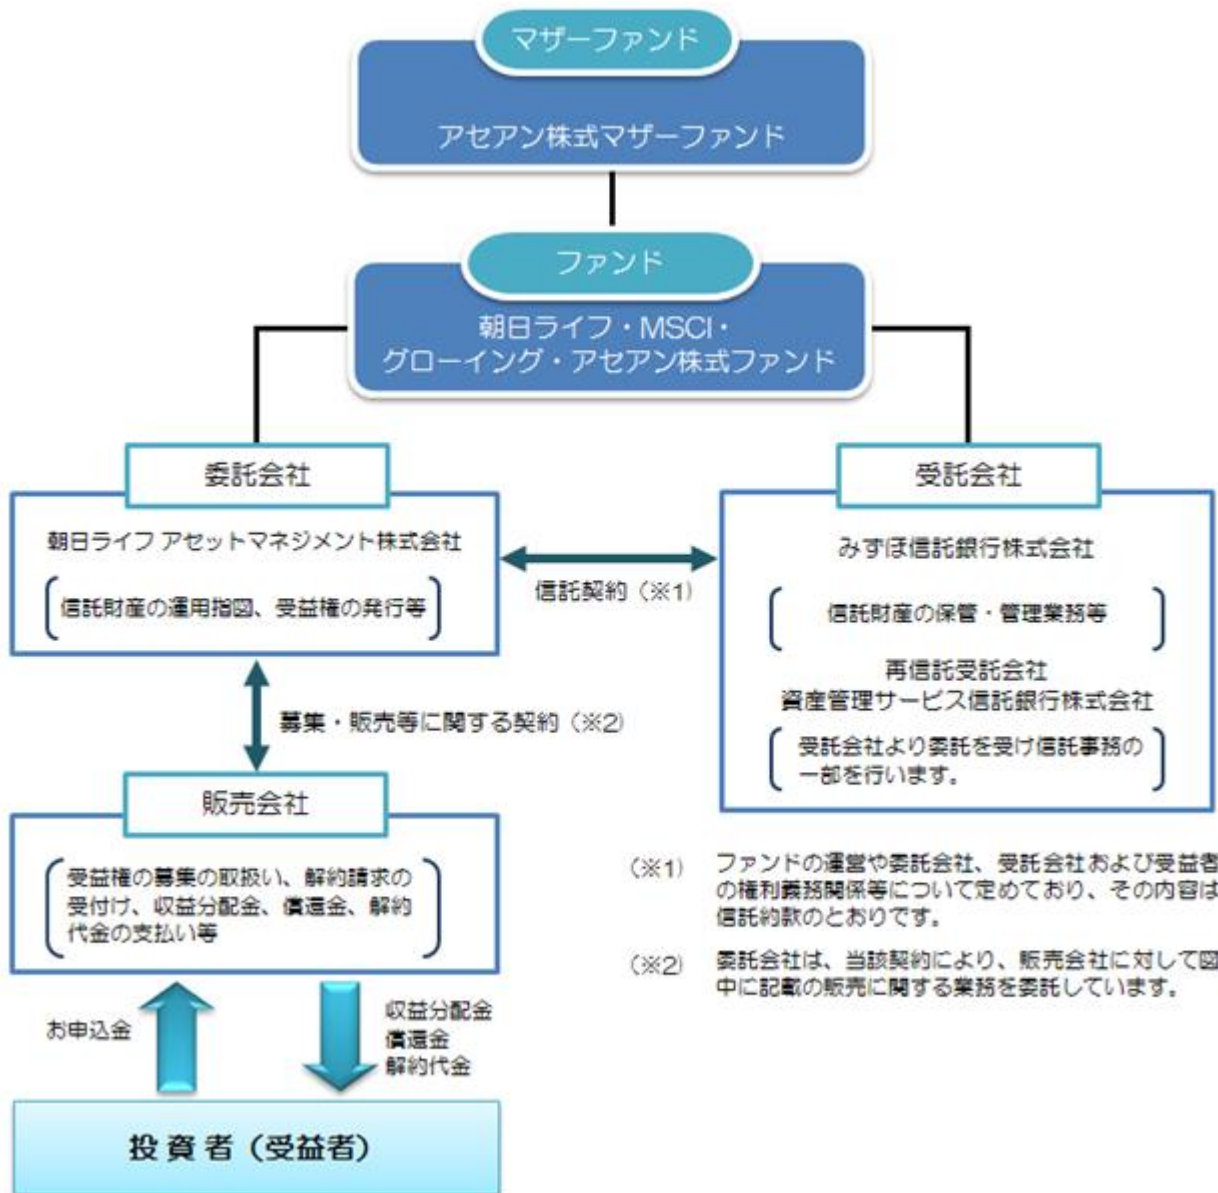 マザーファンド
アセアン株式マザーファンド
ファンド
朝日ライフ・MSCI・
グローイング・アセアン株式ファンド
委託会社
朝日ライフ アセットマネジメント株式会社
信託財産の運用指図、受益権の発行等
信託契約（※1）
受託会社
みずほ信託銀行株式会社
信託財産の保管・管理業務等
再信託受託会社
資産管理サービス信託銀行株式会社
受託会社より委託を受け信託事務の
一部を行います。
募集・販売等に関する契約（※2）
販売会社
受益権の募集の取扱い、解約請求の
受付け、収益分配金、償還金、解約
代金の支払い等
（※1） ファンドの運営や委託会社、受託会社および受益者
の権利義務関係等について定めており、その内容は
信託約款のとおりです。
（※2） 委託会社は、当該契約により、販売会社に対して図
中に記載の販売に関する業務を委託しています。
お申込金
収益分配金
償還金
解約代金
投資者（受益者）